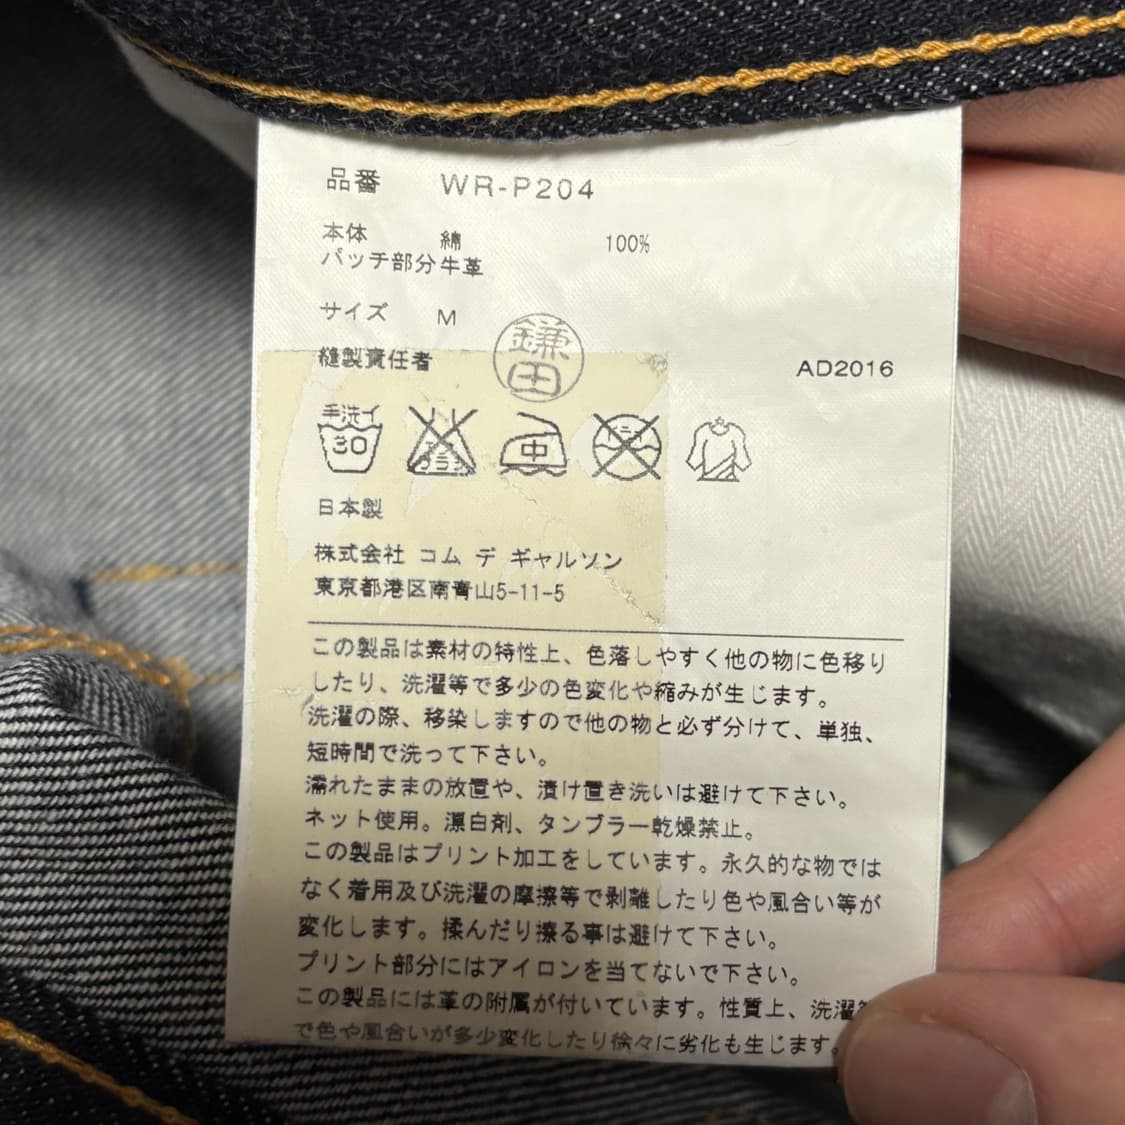 品番 WR-P204
本体 綿 100%
パッチ部分牛革
サイズ M
縫製責任者 鎌田 AD2016
手洗イ 30 中
日本製
株式会社 コム デ ギャルソン
東京都港区南青山5-11-5
この製品は素材の特性上、色落しやすく他の物に色移り
したり、洗濯等で多少の色変化や縮みが生じます。
洗濯の際、移染しますので他の物と必ず分けて、単独、
短時間で洗って下さい。
濡れたままの放置や、漬け置き洗いは避けて下さい。
ネット使用。漂白剤、タンブラー乾燥禁止。
この製品はプリント加工をしています。永久的な物では
なく着用及び洗濯の摩擦等で剥離したり色や風合い等が
変化します。揉んだり擦る事は避けて下さい。
プリント部分にはアイロンを当てないで下さい。
この製品には革の附属が付いています。性質上、洗濯等
で色や風合いが多少変化したり徐々に劣化も生じます。